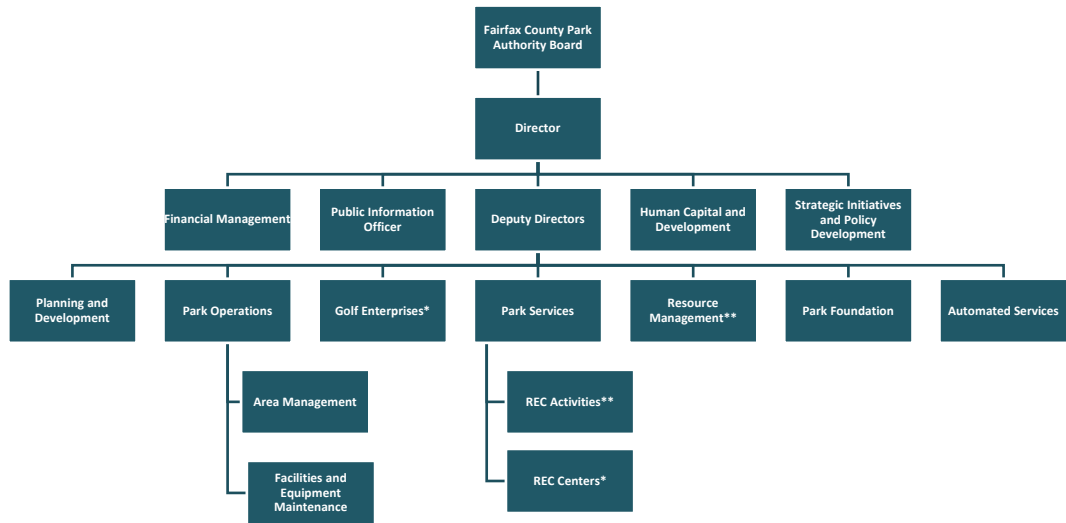 Fairfax County Park
Authority Board
Director
Financial Management
Public Information
Officer
Deputy Directors
Human Capital and
Development
Strategic Initiatives
and Policy
Development
Planning and
Development
Park Operations
Golf Enterprises*
Park Services
Resource
Management**
Park Foundation
Automated Services
Area Management
REC Activities**
Facilities and
Equipment
Maintenance
REC Centers*